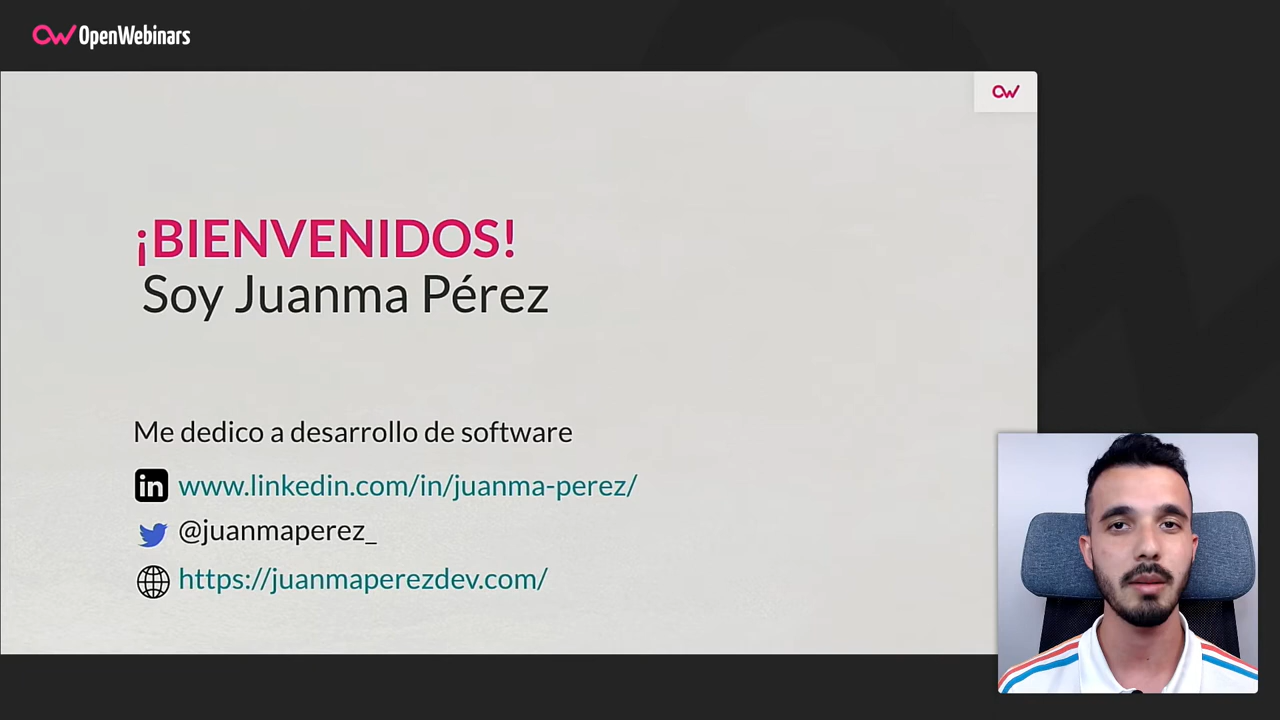 OpenWebinars
¡BIENVENIDOS!
Soy Juanma Pérez
Me dedico a desarrollo de software
in www.linkedin.com/in/juanma-perez/
@juanmaperez_
https://juanmaperezdev.com/